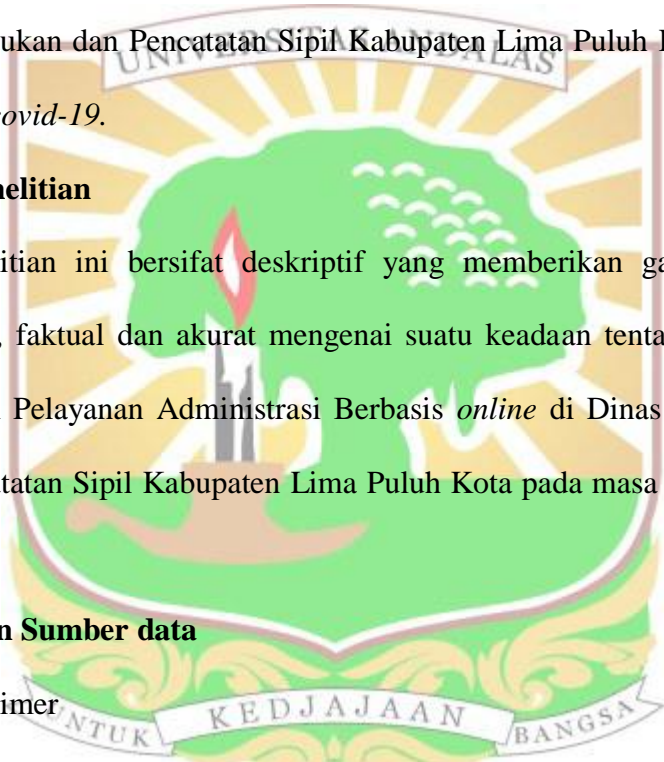 ukan dan Pencatatan Sipil Kabupaten Lima Puluh
UNIVERSITAS ANDALAS
ovid-19.
nelitian
itian ini bersifat deskriptif yang memberikan ga
, faktual dan akurat mengenai suatu keadaan tenta
Pelayanan Administrasi Berbasis online di Dinas
tatan Sipil Kabupaten Lima Puluh Kota pada masa
n Sumber data
imer
UNTUK KEDJAJAAN BANGSA